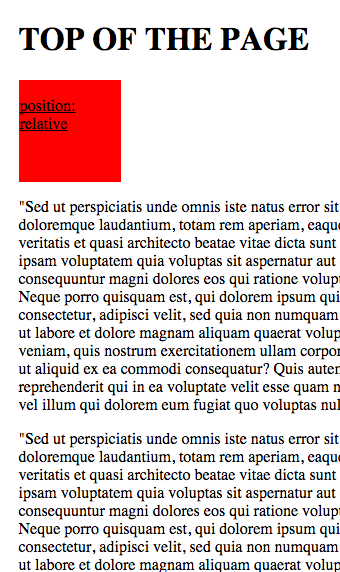 TOP OF THE PAGE
position:
relative
"Sed ut perspiciatis unde omnis iste natus error sit
doloremque laudantium, totam rem aperiam, eaque
veritatis et quasi architecto beatae vitae dicta sunt
ipsam voluptatem quia voluptas sit aspernatur aut
consequuntur magni dolores eos qui ratione volup
Neque porro quisquam est, qui dolorem ipsum qui
consectetur, adipisci velit, sed quia non numquam
ut labore et dolore magnam aliquam quaerat volup
veniam, quis nostrum exercitationem ullam corpor
ut aliquid ex ea commodi consequatur? Quis autem
reprehenderit qui in ea voluptate velit esse quam n
vel illum qui dolorem eum fugiat quo voluptas nul
"Sed ut perspiciatis unde omnis iste natus error sit
doloremque laudantium, totam rem aperiam, eaque
veritatis et quasi architecto beatae vitae dicta sunt
ipsam voluptatem quia voluptas sit aspernatur aut
consequuntur magni dolores eos qui ratione volup
Neque porro quisquam est, qui dolorem ipsum qui
consectetur, adipisci velit, sed quia non numquam
ut labore et dolore magnam aliquam quaerat volup